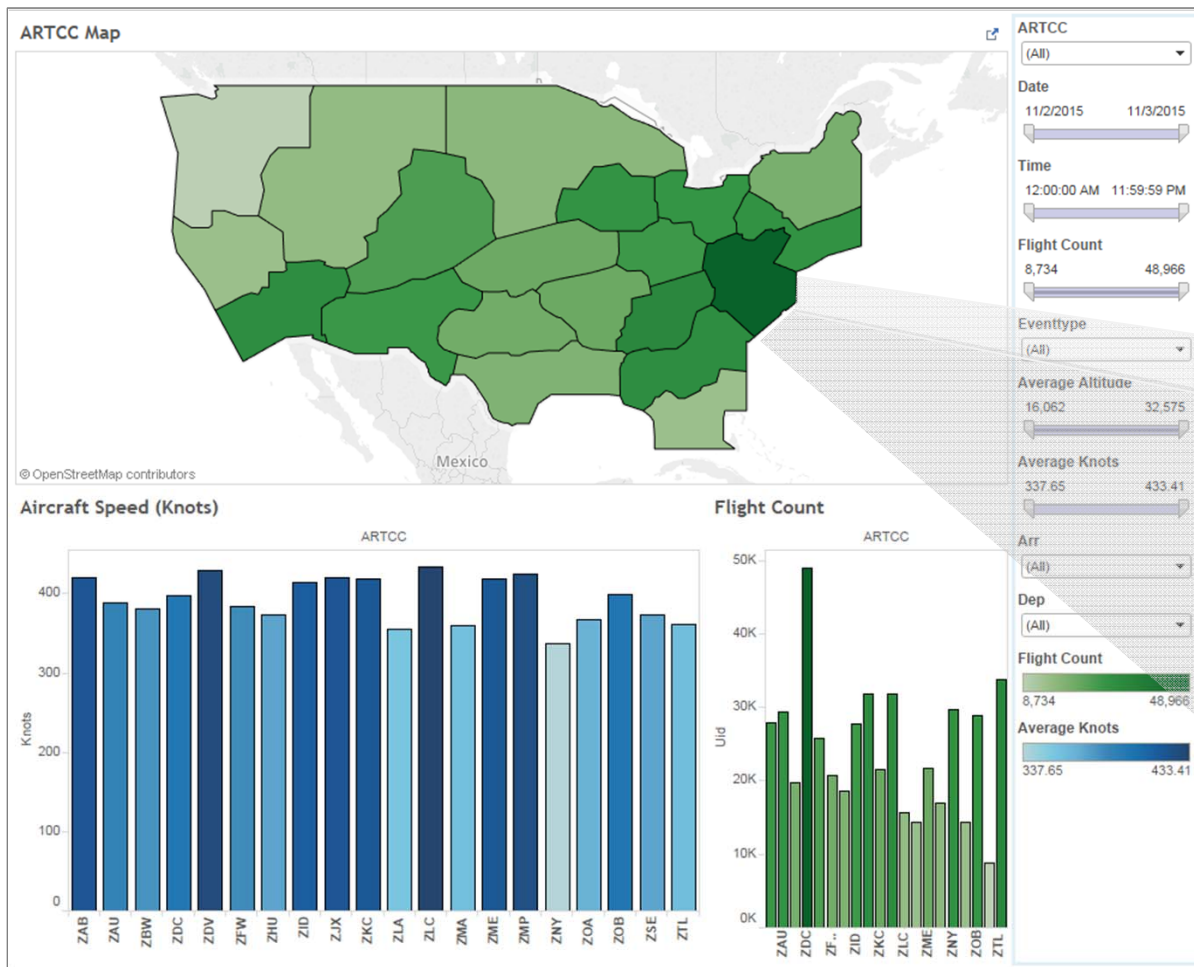 ARTCC Map
Mexico
© OpenStreetMap contributors
Aircraft Speed (Knots)
ARTCC
Knots
400
300
200
100
0
ZAB ZAU ZBW ZDC ZDV ZFW ZHU ZID ZJX ZKC ZLA ZLC ZMA ZME ZMP ZNY ZOA ZOB ZSE ZTL
Flight Count
ARTCC
Uid
50K
40K
30K
20K
10K
0K
ZAU ZDC ZF.. ZID ZKC ZLC ZME ZNY ZOB ZTL
ARTCC
(All)
Date
11/2/2015 11/3/2015
Time
12:00:00 AM 11:59:59 PM
Flight Count
8,734 48,966
Eventtype
(All)
Average Altitude
16,062 32,575
Average Knots
337.65 433.41
Arr
(All)
Dep
(All)
Flight Count
8,734 48,966
Average Knots
337.65 433.41